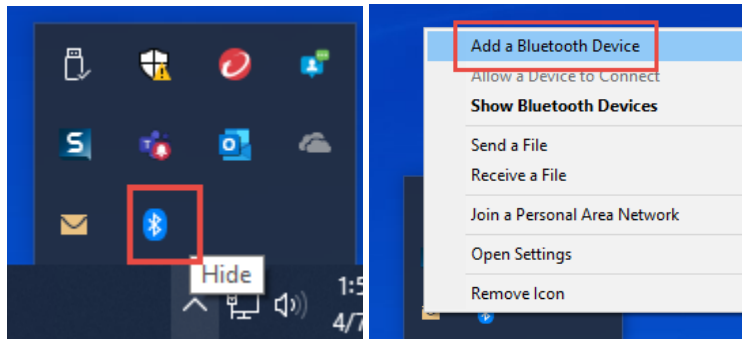 Hide
1:5
4/7
Add a Bluetooth Device
Allow a Device to Connect
Show Bluetooth Devices
Send a File
Receive a File
Join a Personal Area Network
Open Settings
Remove Icon